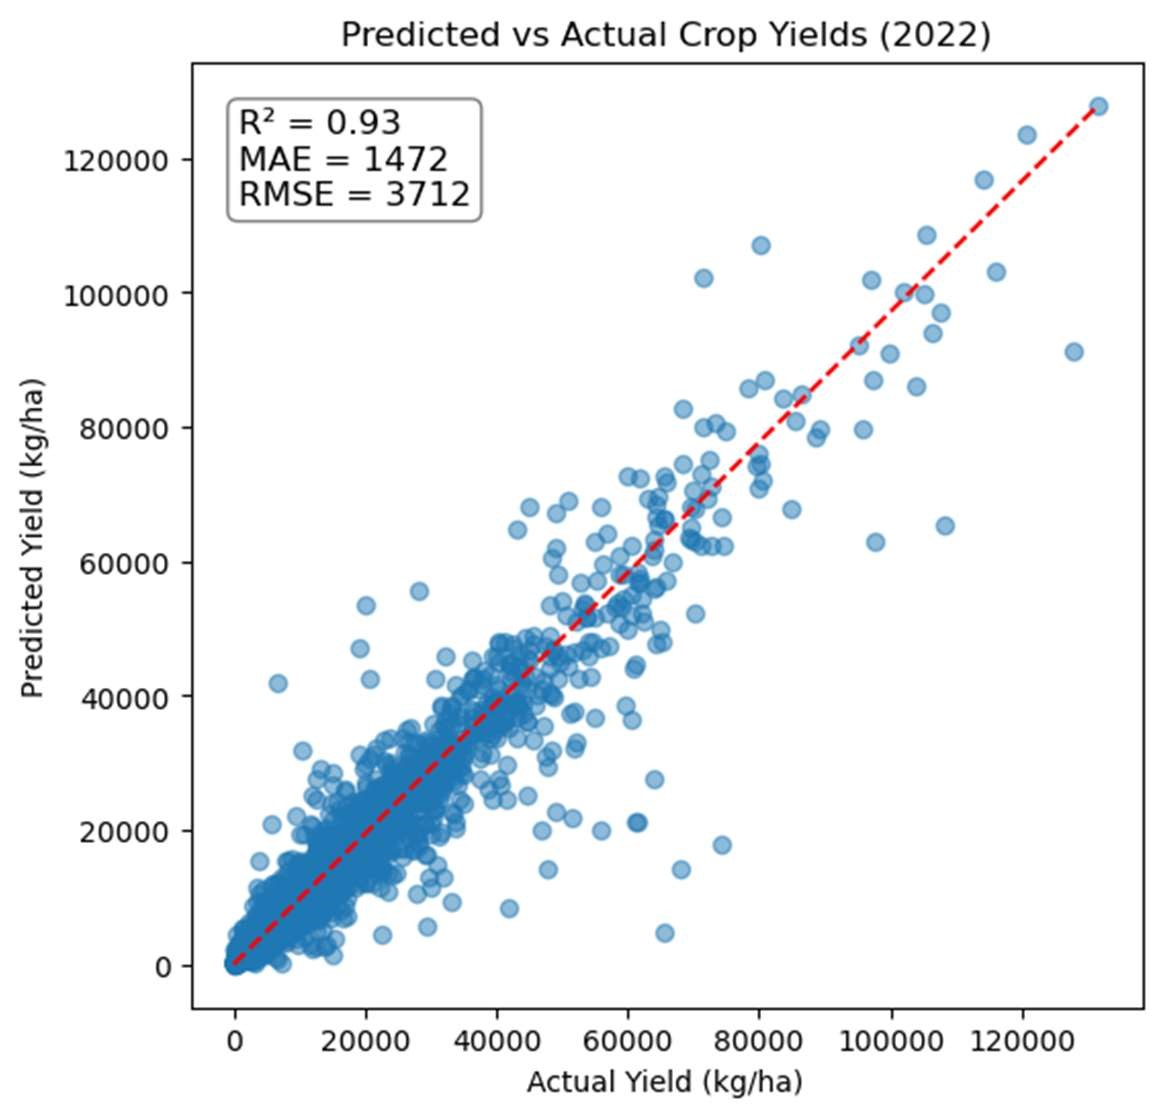 Predicted vs Actual Crop Yields (2022)
R² = 0.93
MAE = 1472
RMSE = 3712
Predicted Yield (kg/ha)
120000
100000
80000
60000
40000
20000
0
0 20000 40000 60000 80000 100000 120000
Actual Yield (kg/ha)